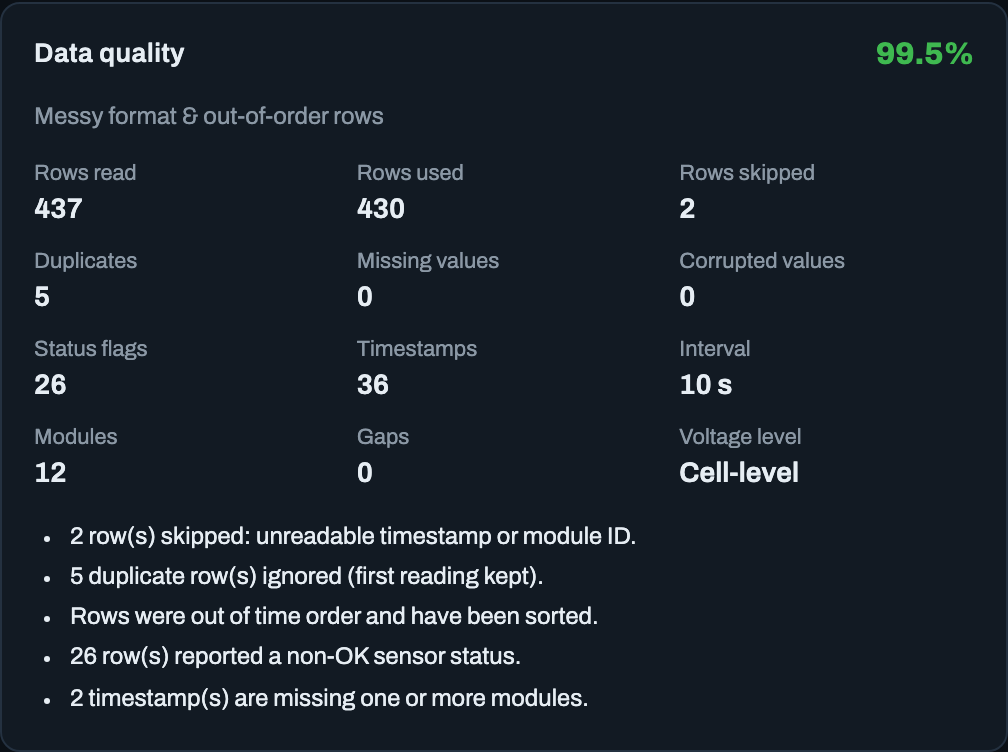 Data quality
99.5%
Messy format & out-of-order rows
Rows read
Rows used
Rows skipped
437
430
2
Duplicates
Missing values
Corrupted values
5
0
0
Status flags
Timestamps
Interval
26
36
10 s
Modules
Gaps
Voltage level
12
0
Cell-level
• 2 row(s) skipped: unreadable timestamp or module ID.
• 5 duplicate row(s) ignored (first reading kept).
• Rows were out of time order and have been sorted.
• 26 row(s) reported a non-OK sensor status.
• 2 timestamp(s) are missing one or more modules.